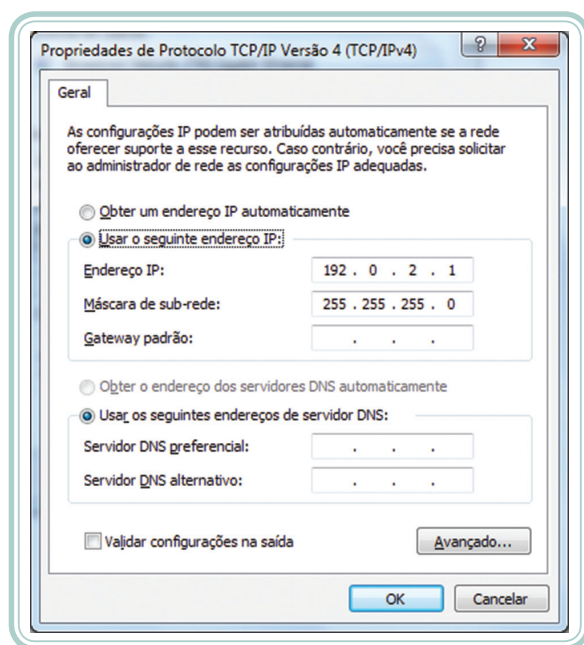 Propriedades de Protocolo TCP/IP Versão 4 (TCP/IPv4)
Geral
As configurações IP podem ser atribuídas automaticamente se a rede
oferecer suporte a esse recurso. Caso contrário, você precisa solicitar
ao administrador de rede as configurações IP adequadas.
Obter um endereço IP automaticamente
Usar o seguinte endereço IP:
Endereço IP: 192 . 0 . 2 . 1
Máscara de sub-rede: 255 . 255 . 255 . 0
Gateway padrão: . . .
Obter o endereço dos servidores DNS automaticamente
Usar os seguintes endereços de servidor DNS:
Servidor DNS preferencial: . . .
Servidor DNS alternativo: . . .
Validar configurações na saída
Avançado...
OK Cancelar